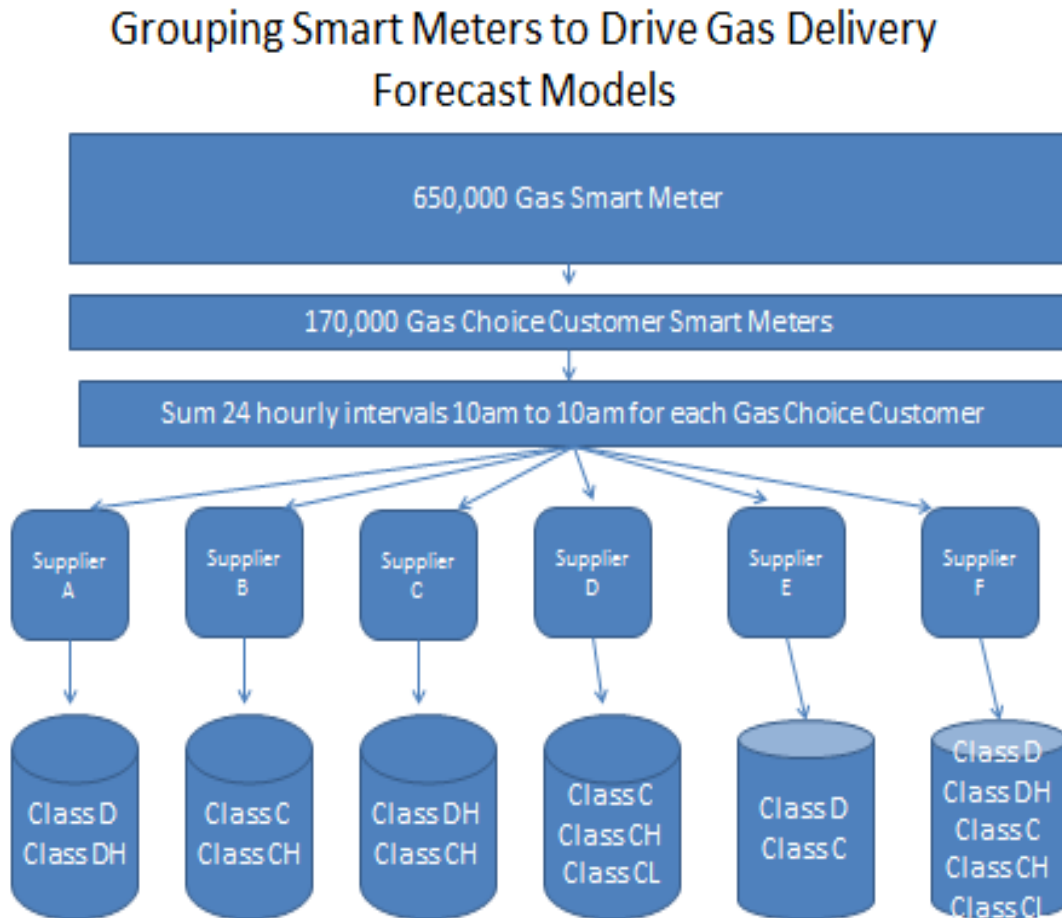 Grouping Smart Meters to Drive Gas Delivery
Forecast Models
650,000 Gas Smart Meter
170,000 Gas Choice Customer Smart Meters
Sum 24 hourly intervals 10am to 10am for each Gas Choice Customer
Supplier
A
Supplier
B
Supplier
C
Supplier
D
Supplier
E
Supplier
F
Class D
Class DH
Class C
Class CH
Class DH
Class CH
Class C
Class CH
Class CL
Class D
Class C
Class D
Class DH
Class C
Class CH
Class CL